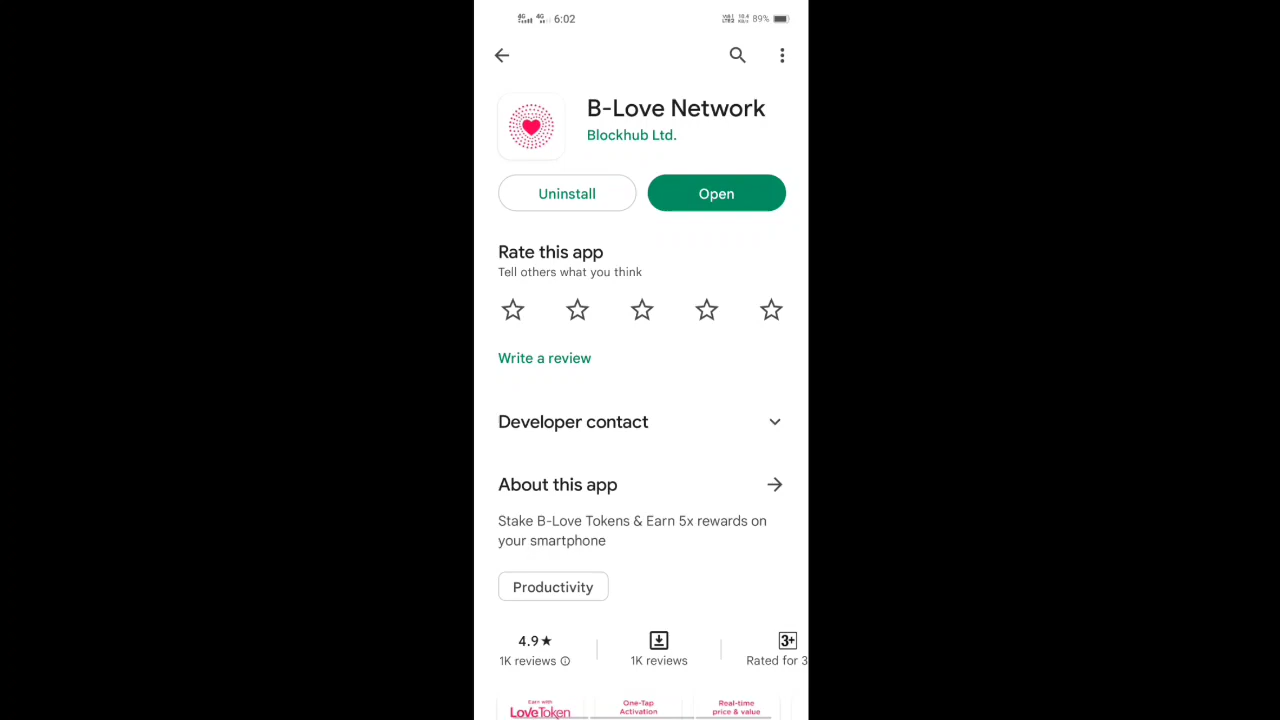 4G 4G 6:02 89%
B-Love Network
Blockhub Ltd.
Uninstall
Open
Rate this app
Tell others what you think
Write a review
Developer contact
About this app
Stake B-Love Tokens & Earn 5x rewards on
your smartphone
Productivity
4.9★
1K reviews
1K reviews
3+
Rated for 3
Earn with
LoveToken
One-Tap
Activation
Real-time
price & value